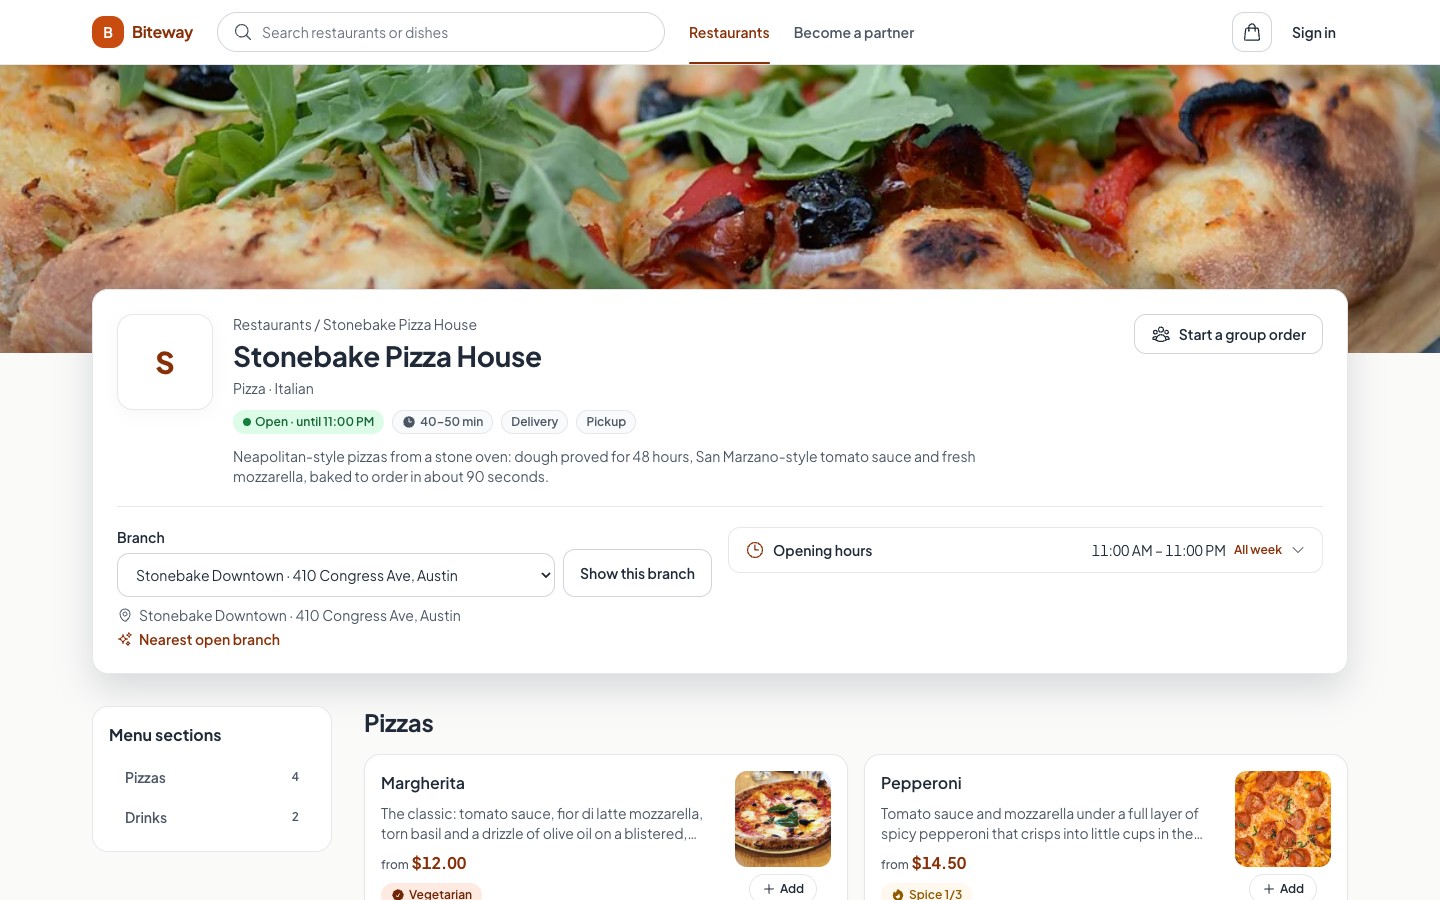 B Biteway
Search restaurants or dishes
Restaurants
Become a partner
Sign in
S
Restaurants / Stonebake Pizza House
Stonebake Pizza House
Pizza · Italian
Open · until 11:00 PM
40–50 min
Delivery
Pickup
Neapolitan-style pizzas from a stone oven: dough proved for 48 hours, San Marzano-style tomato sauce and fresh
mozzarella, baked to order in about 90 seconds.
Start a group order
Branch
Stonebake Downtown · 410 Congress Ave, Austin
Show this branch
Stonebake Downtown · 410 Congress Ave, Austin
Nearest open branch
Opening hours
11:00 AM – 11:00 PM
All week
Menu sections
Pizzas 4
Drinks 2
Pizzas
Margherita
The classic: tomato sauce, fior di latte mozzarella,
torn basil and a drizzle of olive oil on a blistered,...
from $12.00
Vegetarian
Add
Pepperoni
Tomato sauce and mozzarella under a full layer of
spicy pepperoni that crisps into little cups in the...
from $14.50
Spice 1/3
Add